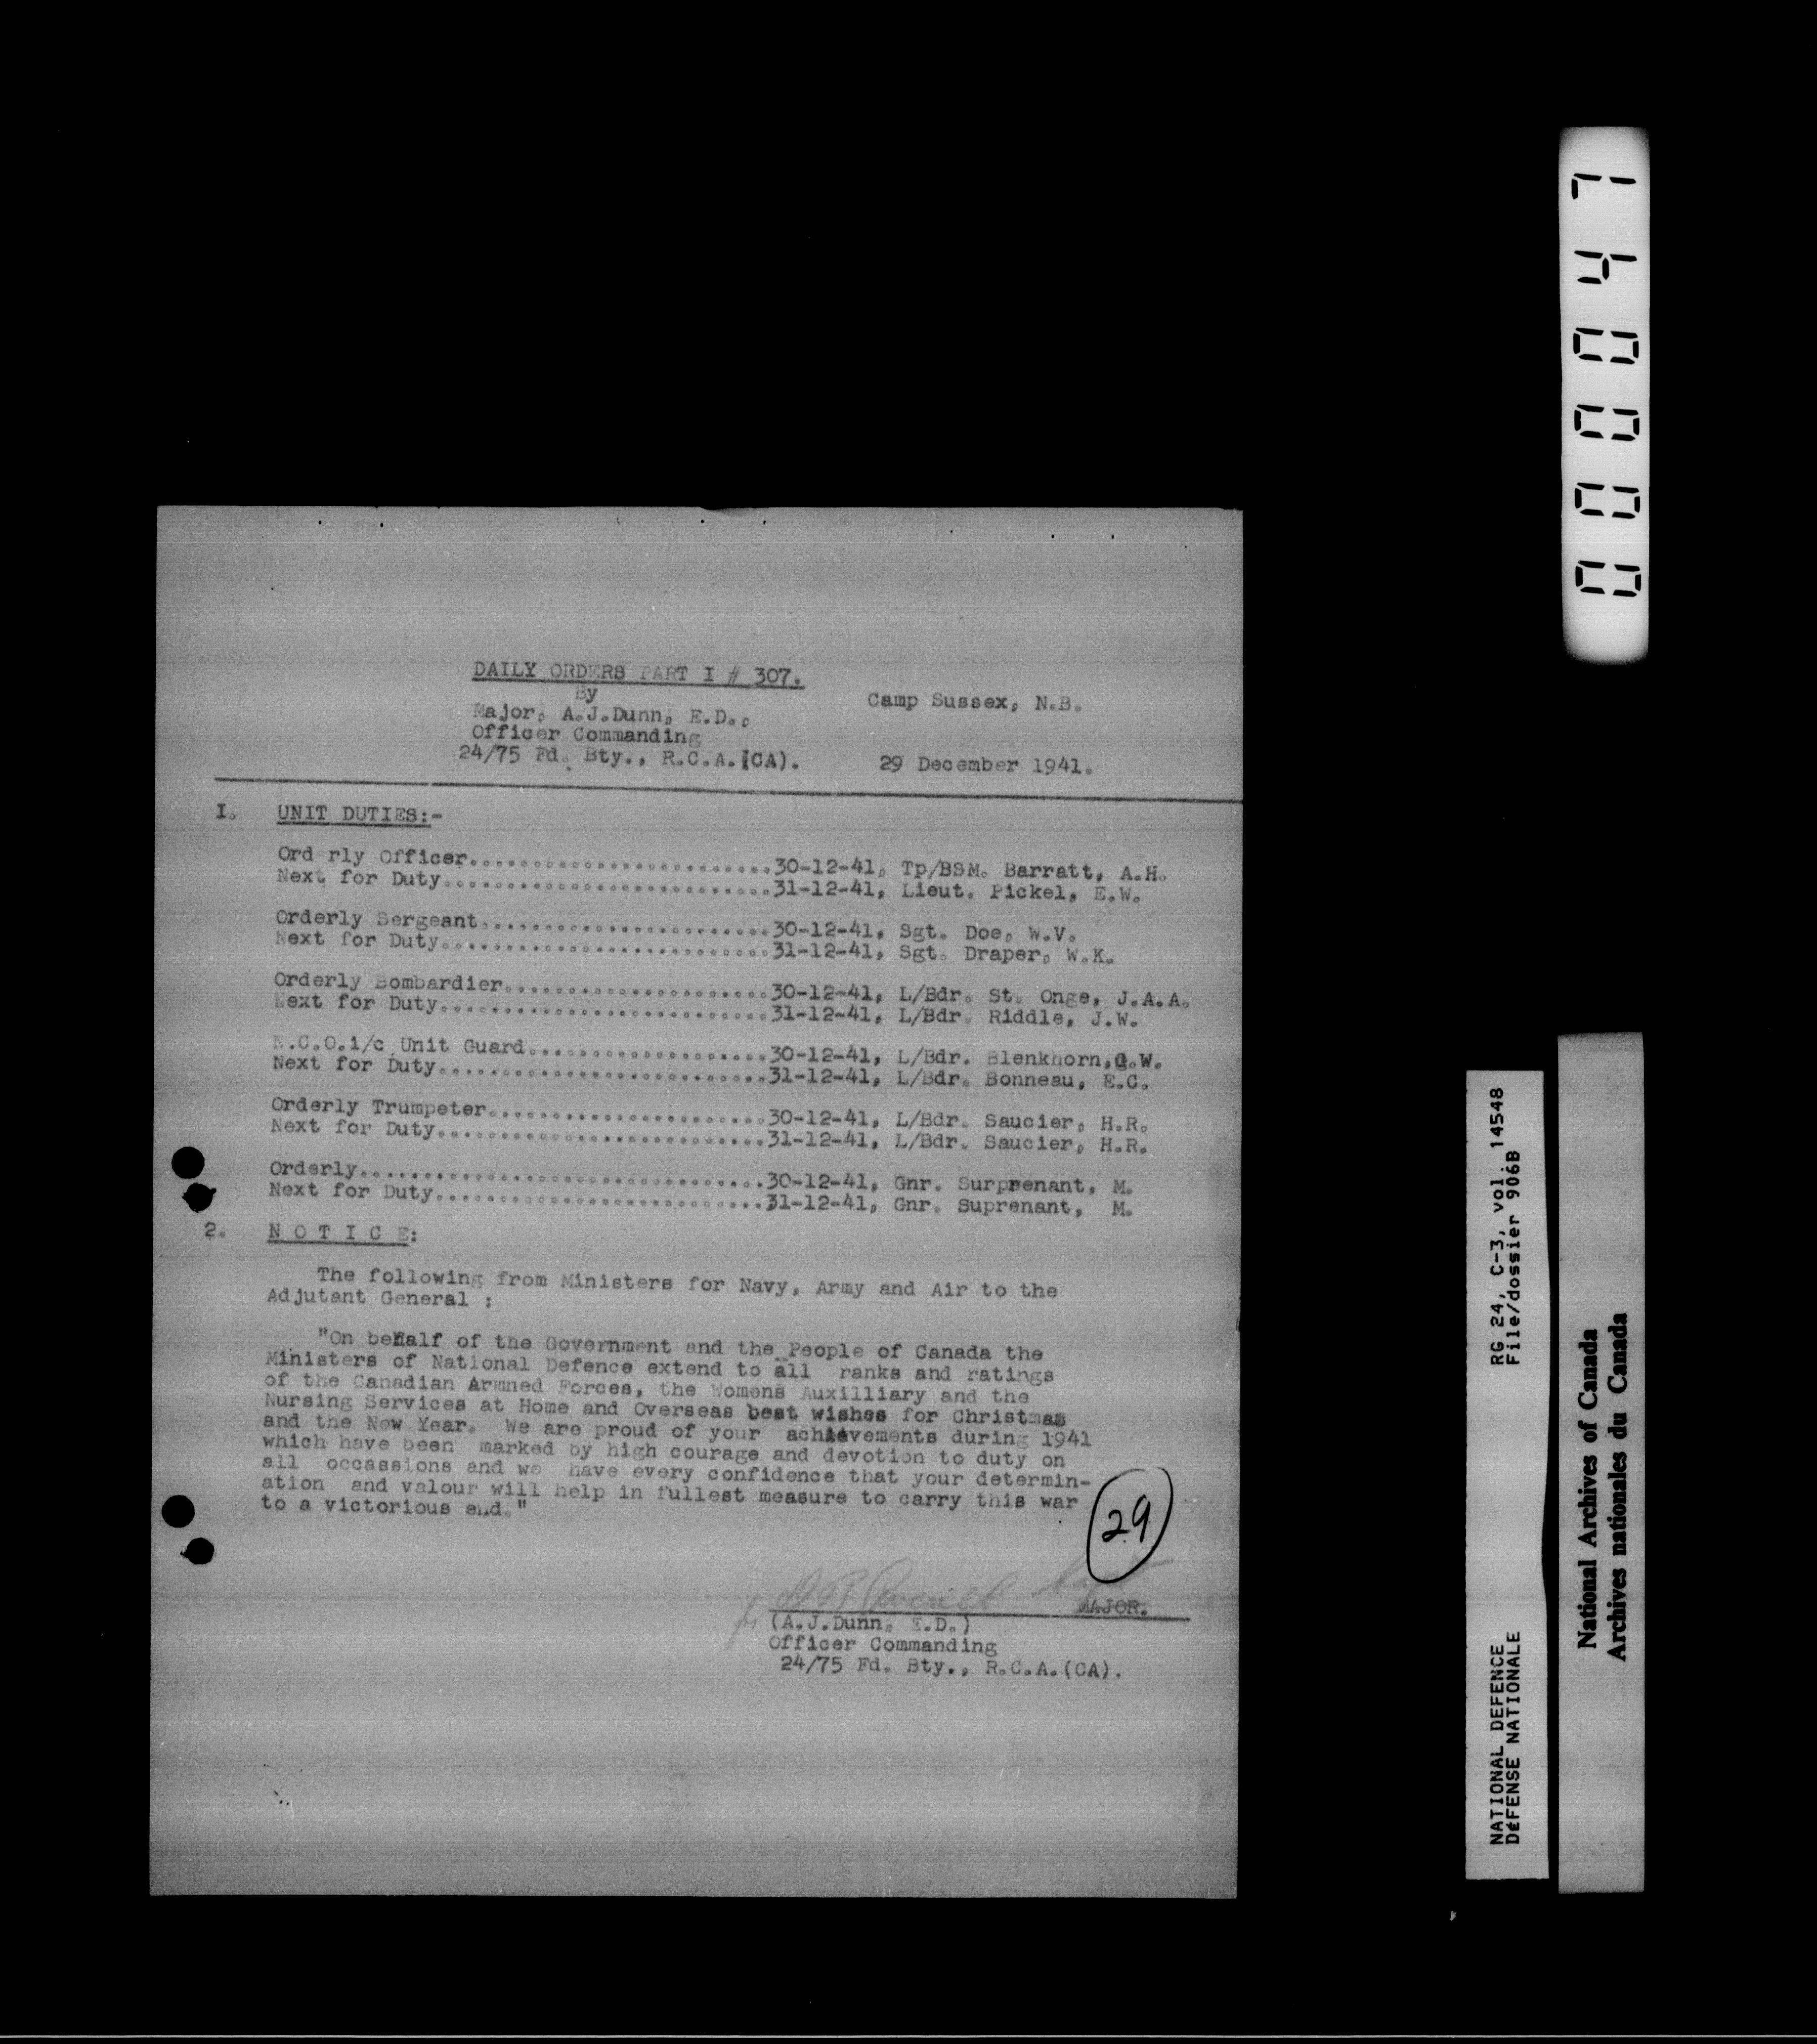 DAILY ORDERS PART I # 307.
By
Major, A.J.Dunn, E.D.,
Officer Commanding
24/75 Fd. Bty., R.C.A.(CA).
Camp Sussex, N.B.
29 December 1941.
I. UNIT DUTIES:-
Orderly Officer..............................30-12-41, Tp/BSM. Barratt, A.H.
Next for Duty................................31-12-41, Lieut. Pickel, E.W.
Orderly Sergeant.............................30-12-41, Sgt. Doe, W.V.
Next for Duty................................31-12-41, Sgt. Draper, W.K.
Orderly Bombardier..........................30-12-41, L/Bdr. St. Onge, J.A.A.
Next for Duty................................31-12-41, L/Bdr. Riddle, J.W.
N.C.O.i/c Unit Guard........................30-12-41, L/Bdr. Blenkhorn,G.W.
Next for Duty................................31-12-41, L/Bdr. Bonneau, E.C.
Orderly Trumpeter...........................30-12-41, L/Bdr. Saucier, H.R.
Next for Duty................................31-12-41, L/Bdr. Saucier, H.R.
Orderly........................................30-12-41, Gnr. Surprenant, M.
Next for Duty................................31-12-41, Gnr. Suprenant, M.
2. N O T I C E:
The following from Ministers for Navy, Army and Air to the
Adjutant General :
"On behalf of the Government and the People of Canada the
Ministers of National Defence extend to all ranks and ratings
of the Canadian Armned Forces, the Womens Auxilliary and the
Nursing Services at Home and Overseas best wishes for Christmas
and the New Year. We are proud of your achievements during 1941
which have been marked by high courage and devotion to duty on
all occassions and we have every confidence that your determin-
ation and valour will help in fullest measure to carry this war
to a victorious end."
29
for
MAJOR.
(A.J.Dunn, E.D.)
Officer Commanding
24/75 Fd. Bty., R.C.A.(CA).
000047
RG 24, C-3, vol. 14548
File/dossier 906B
NATIONAL DEFENCE
DÉFENSE NATIONALE
National Archives of Canada
Archives nationales du Canada